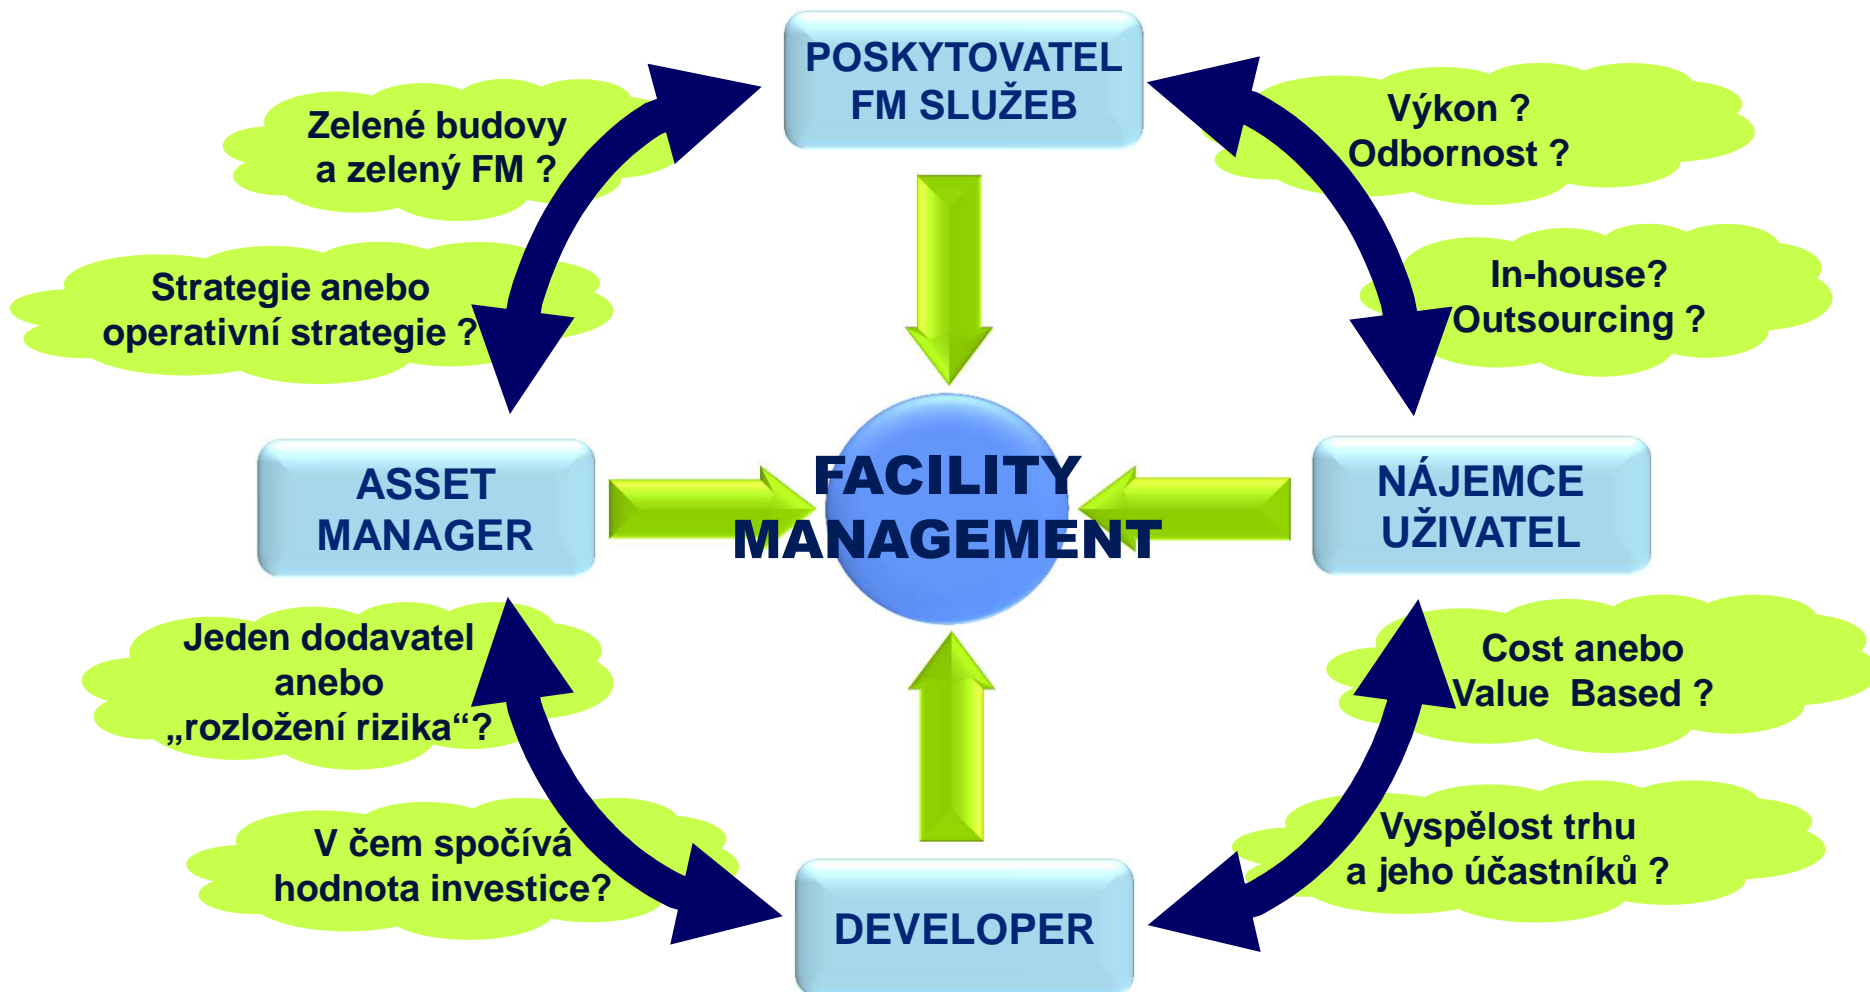 POSKYTOVATEL
FM SLUŽEB
Zelené budovy
a zelený FM ?
Výkon ?
Odbornost ?
Strategie anebo
operativní strategie ?
In-house?
Outsourcing ?
ASSET
MANAGER
FACILITY
MANAGEMENT
NÁJEMCE
UŽIVATEL
Jeden dodavatel
anebo
„rozložení rizika“?
Cost anebo
Value  Based ?
V čem spočívá
hodnota investice?
Vyspělost trhu
a jeho účastníků ?
DEVELOPER